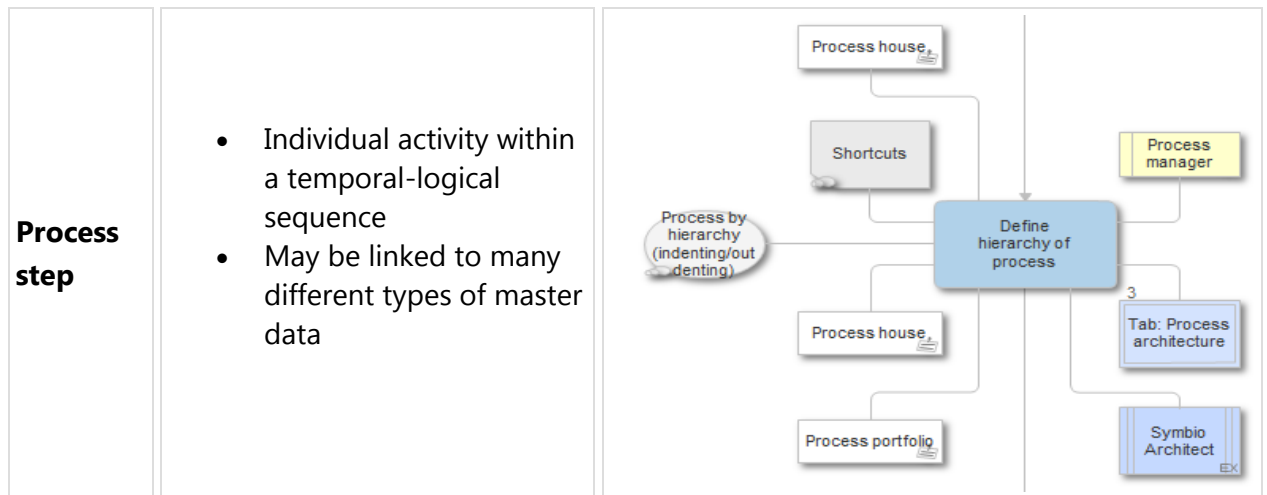 Process
step
• Individual activity within
a temporal-logical
sequence
• May be linked to many
different types of master
data
Process house
Shortcuts
Process
manager
Process by
hierarchy
(indenting/out
denting)
Define
hierarchy of
process
Process house
3
Tab: Process
architecture
Process portfolio
Symbio
Architect
EX